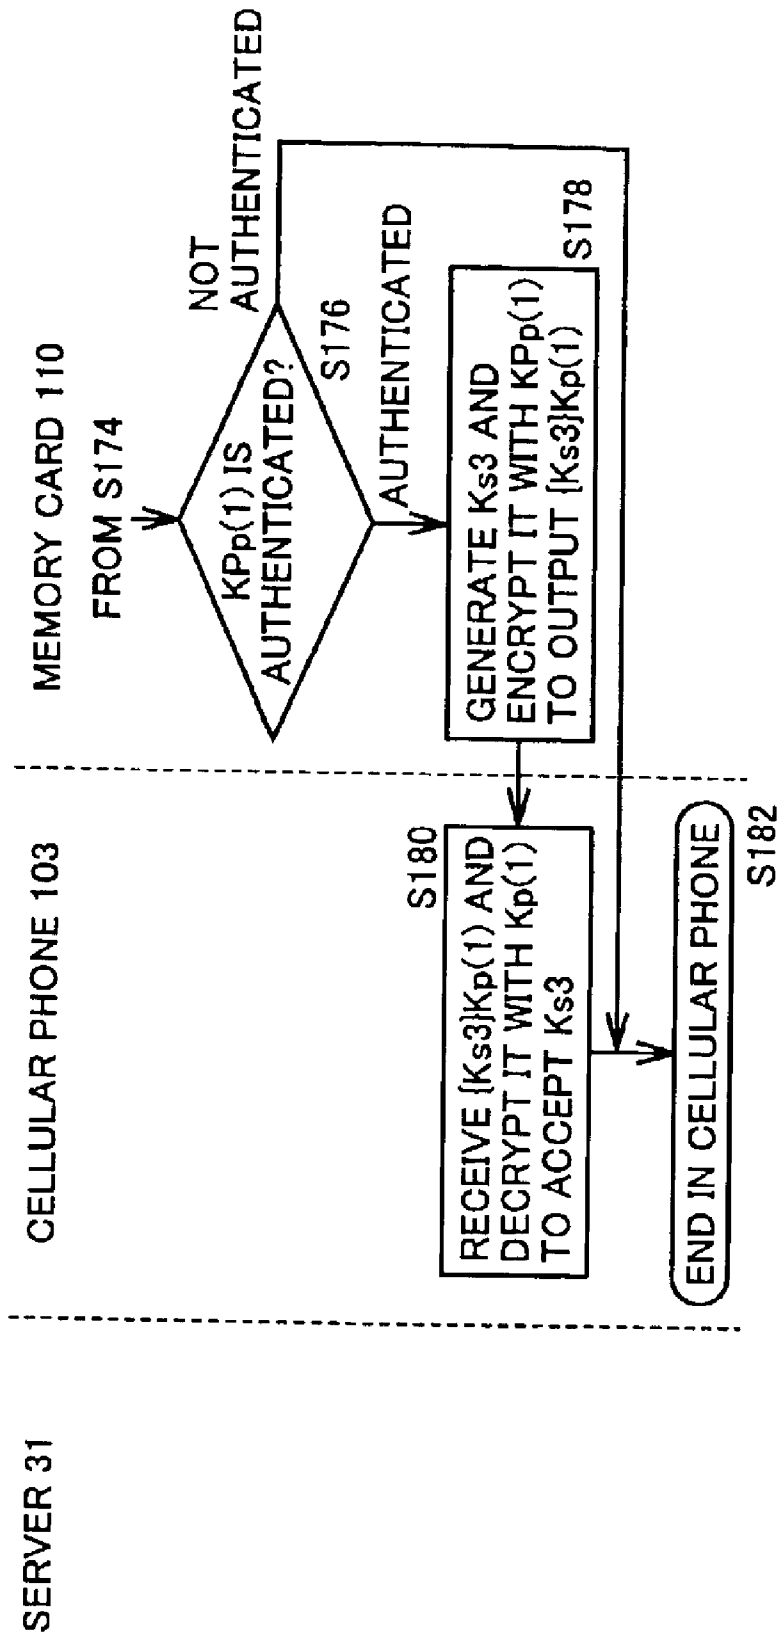 SERVER 31
CELLULAR PHONE 103
MEMORY CARD 110
FROM S174
KPp(1) IS
AUTHENTICATED?
S176
NOT
AUTHENTICATED
AUTHENTICATED
GENERATE Ks3 AND
ENCRYPT IT WITH KPp(1)
TO OUTPUT {Ks3}Kp(1)
S178
S180
RECEIVE {Ks3}Kp(1) AND
DECRYPT IT WITH Kp(1)
TO ACCEPT Ks3
END IN CELLULAR PHONE
S182